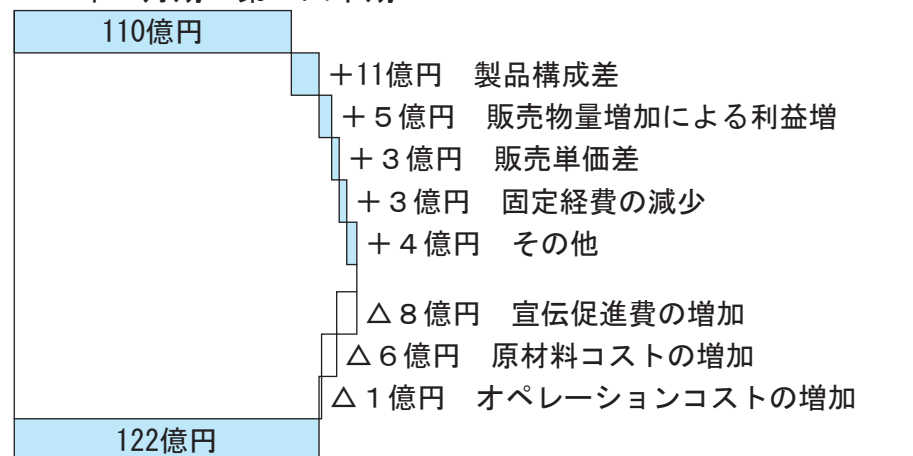 110億円
+11億円 製品構成差
+5億円 販売物量増加による利益増
+3億円 販売単価差
+3億円 固定経費の減少
+4億円 その他
△8億円 宣伝促進費の増加
△6億円 原材料コストの増加
△1億円 オペレーションコストの増加
122億円